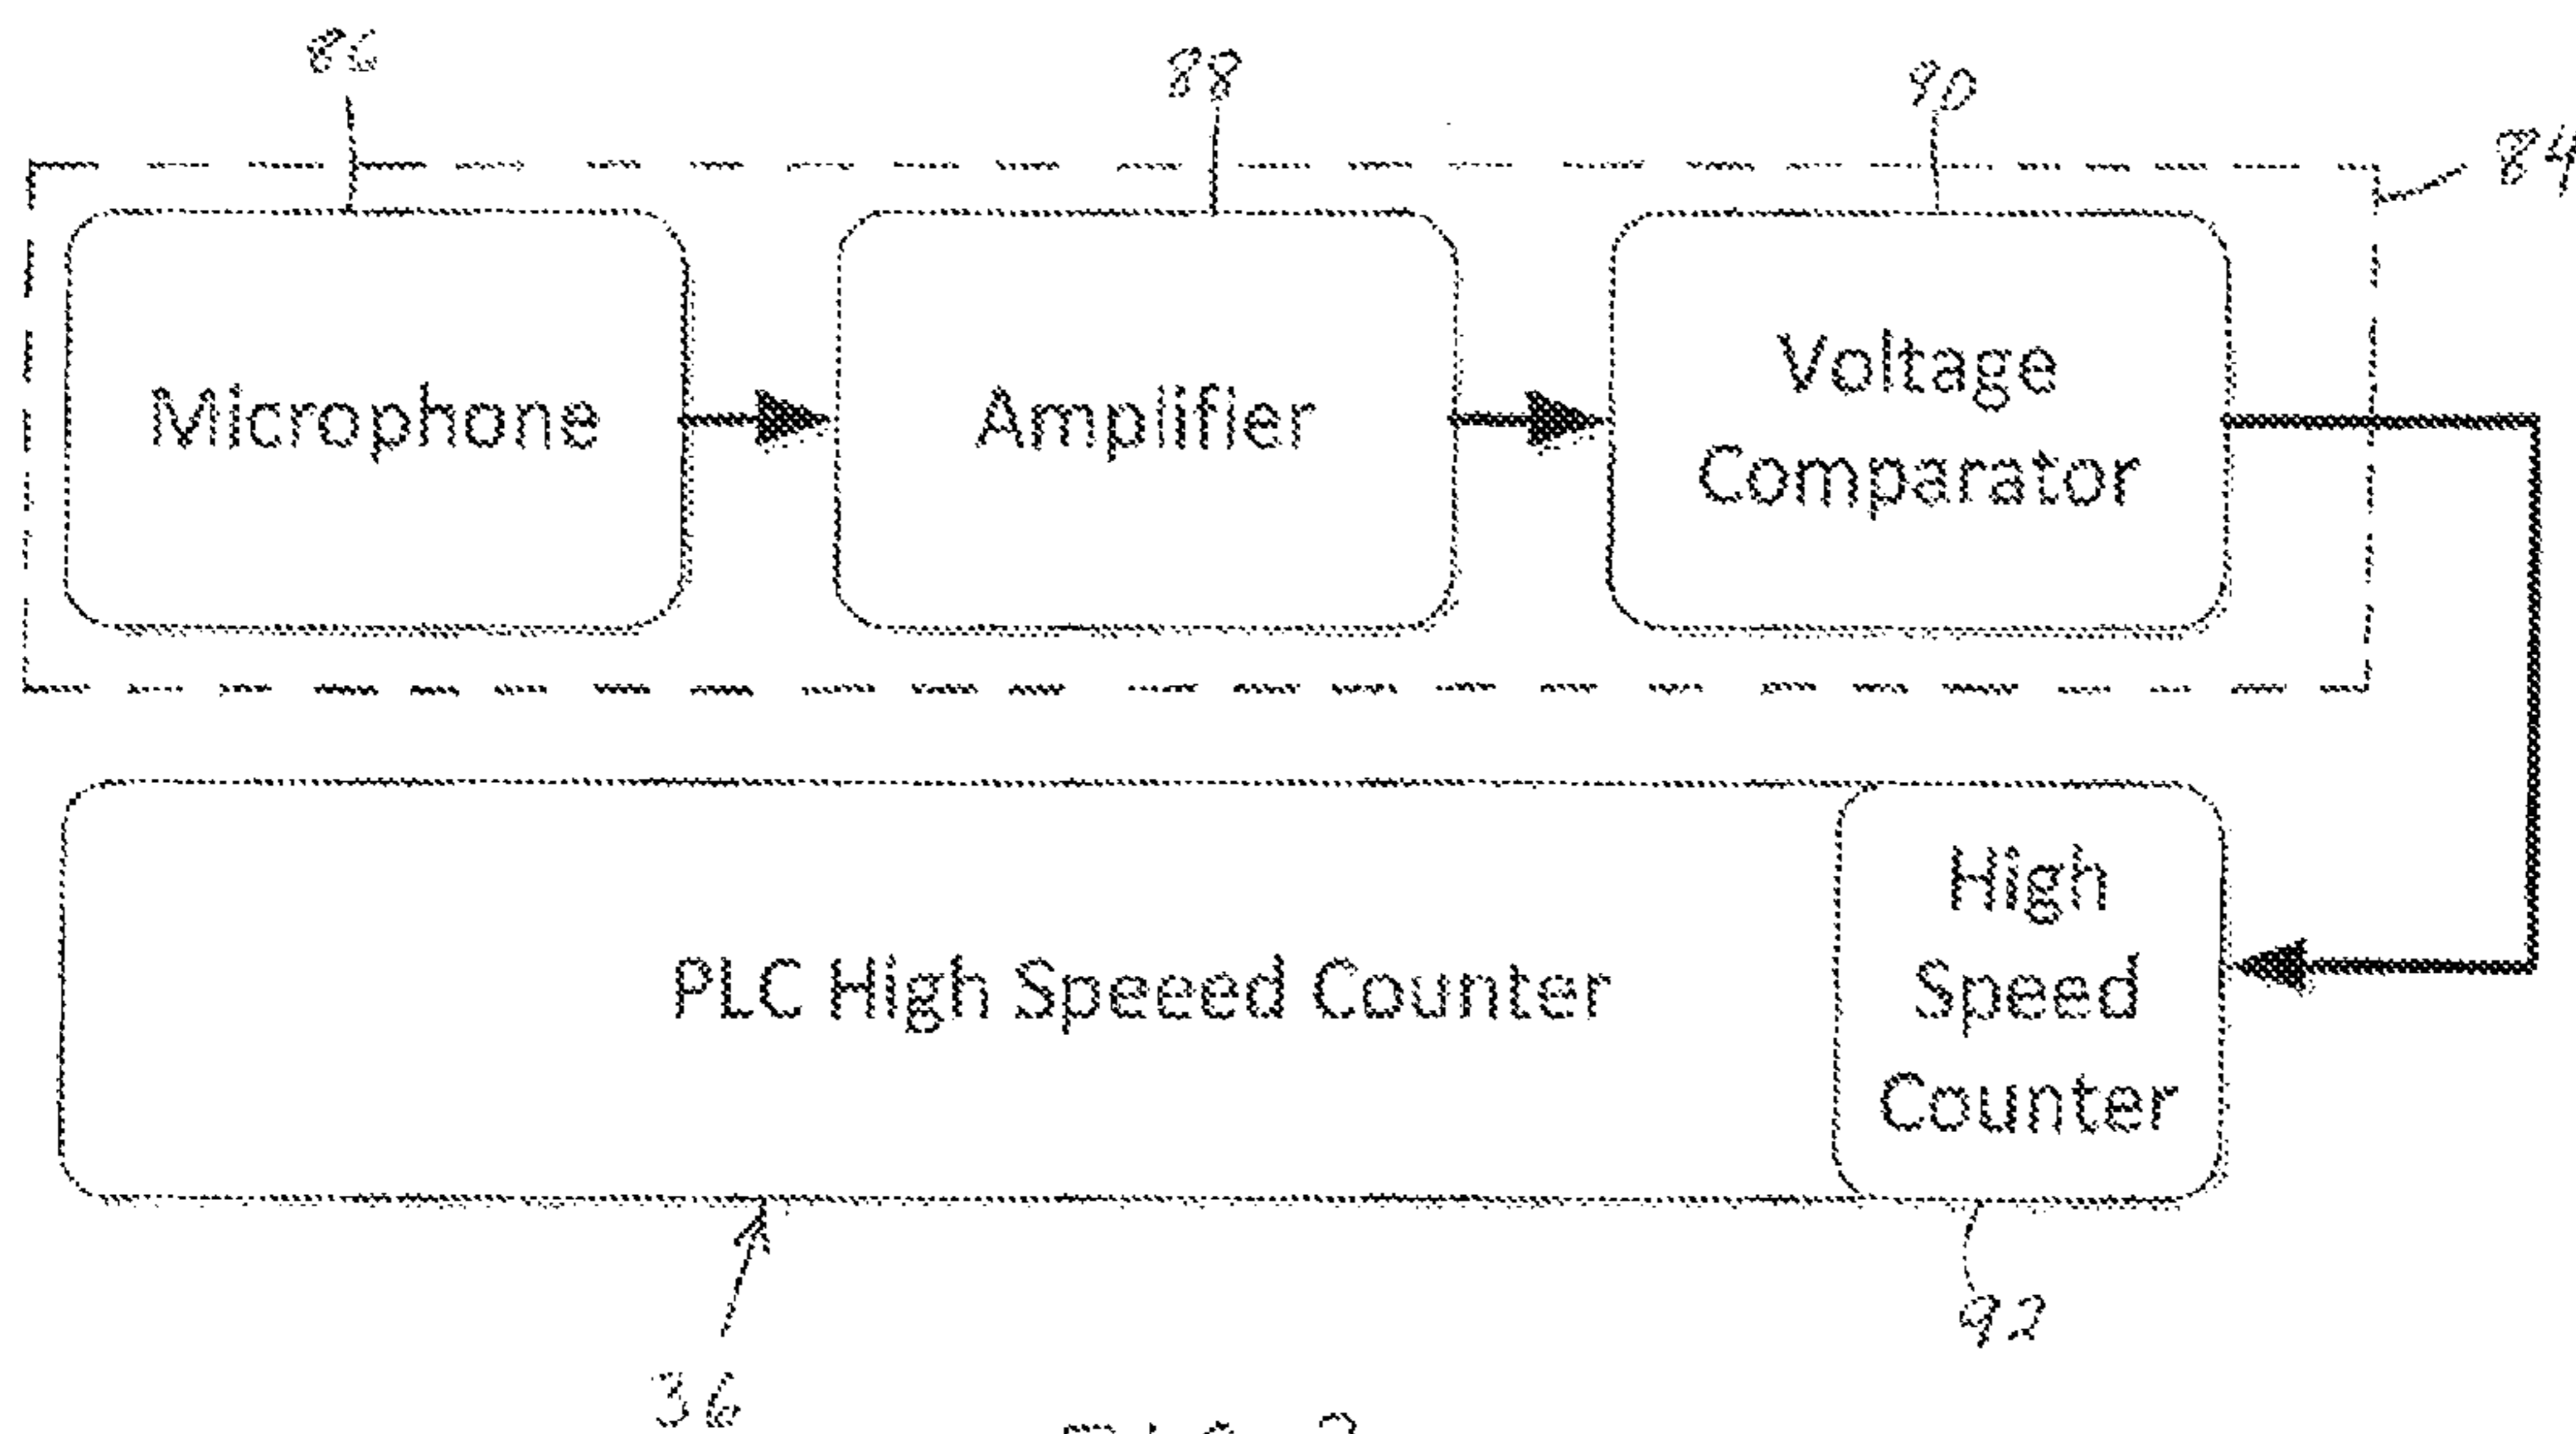 86
88
90
84
Microphone
Amplifier
Voltage
Comparator
PLC High Speeed Counter
High
Speed
Counter
92
36